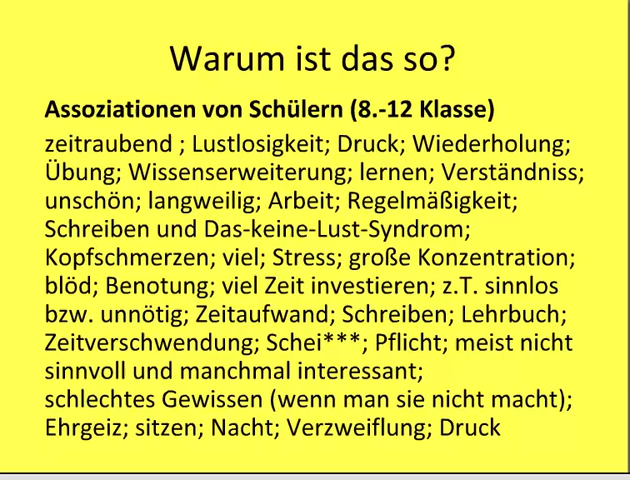 Warum ist das so?
Assoziationen von Schülern (8.-12 Klasse)
zeitraubend ; Lustlosigkeit; Druck; Wiederholung;
Übung; Wissenserweiterung; lernen; Verständniss;
unschön; langweilig; Arbeit; Regelmäßigkeit;
Schreiben und Das-keine-Lust-Syndrom;
Kopfschmerzen; viel; Stress; große Konzentration;
blöd; Benotung; viel Zeit investieren; z.T. sinnlos
bzw. unnötig; Zeitaufwand; Schreiben; Lehrbuch;
Zeitverschwendung; Schei***; Pflicht; meist nicht
sinnvoll und manchmal interessant;
schlechtes Gewissen (wenn man sie nicht macht);
Ehrgeiz; sitzen; Nacht; Verzweiflung; Druck